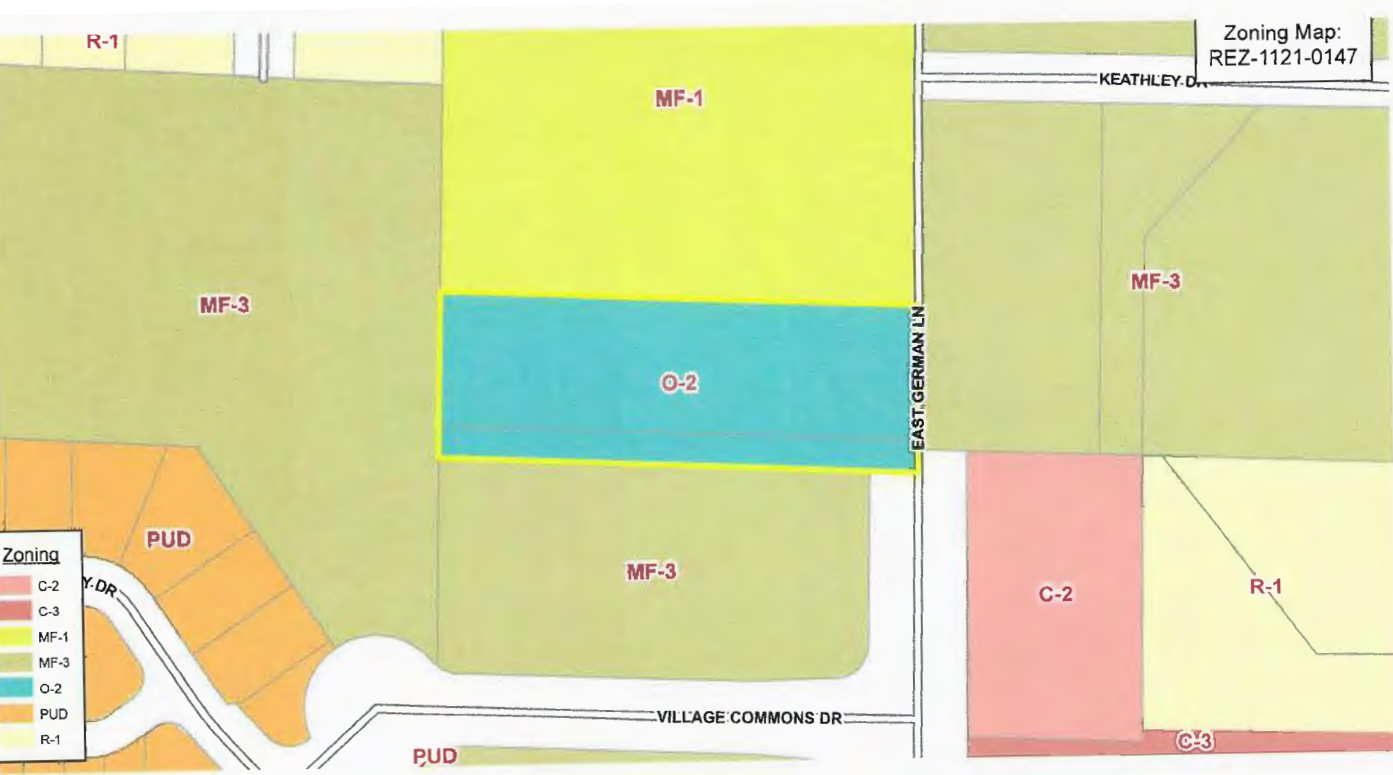 Zoning Map:
REZ-1121-0147
R-1
MF-1
KEATHLEY DR
MF-3
MF-3
O-2
EAST GERMAN LN
PUD
MF-3
C-2
R-1
Y DR
VILLAGE COMMONS DR
C-3
PUD
Zoning
C-2
C-3
MF-1
MF-3
O-2
PUD
R-1